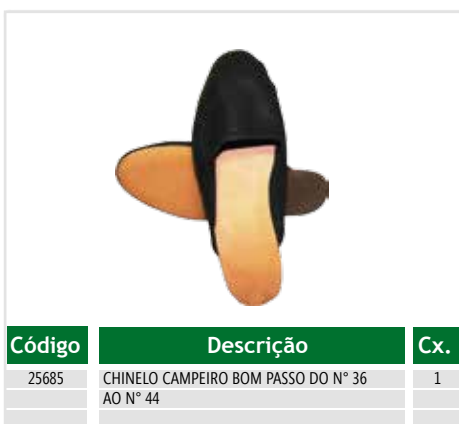 Código Descrição Cx.
25685 CHINELO CAMPEIRO BOM PASSO DO N° 36 1
AO N° 44